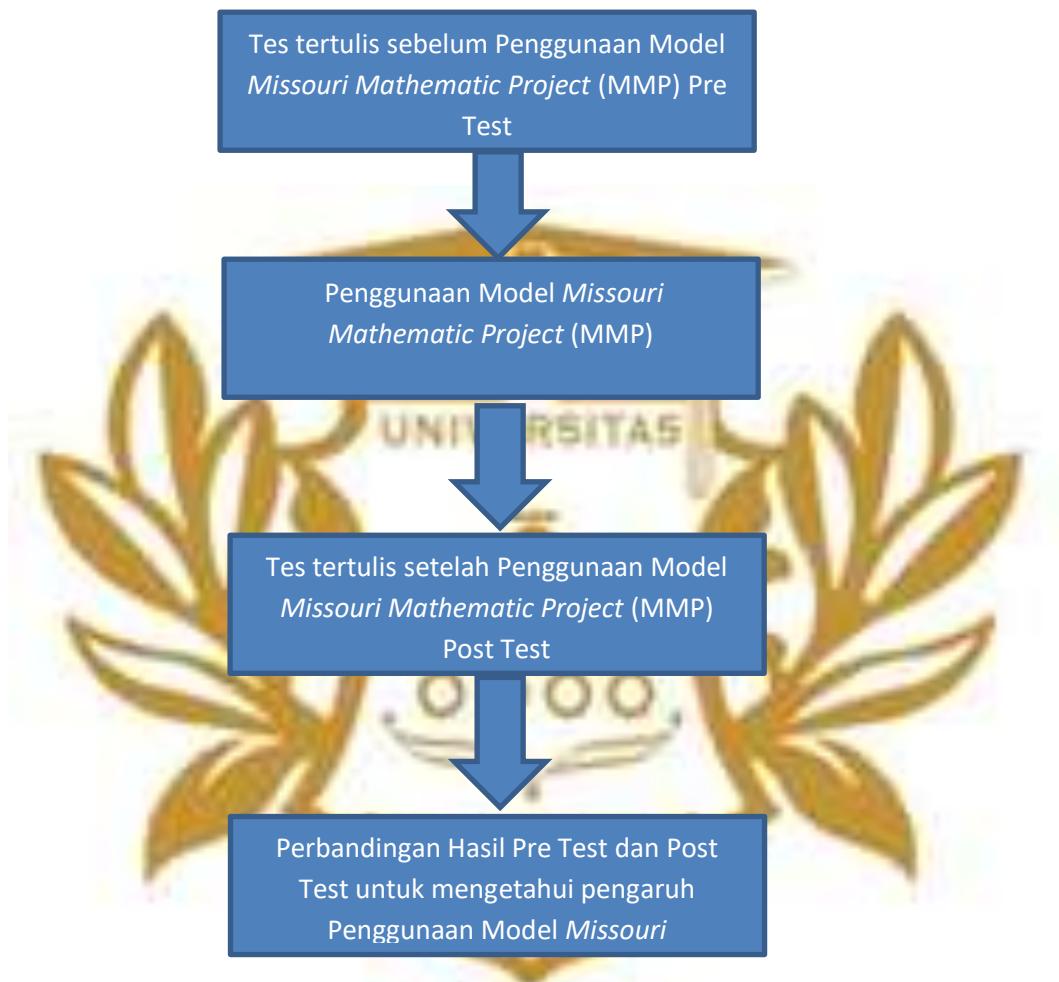 Tes tertulis sebelum Penggunaan Model
Missouri Mathematic Project (MMP) Pre
Test
Penggunaan Model Missouri
Mathematic Project (MMP)
UNIVERSITAS
Tes tertulis setelah Penggunaan Model
Missouri Mathematic Project (MMP)
Post Test
Perbandingan Hasil Pre Test dan Post
Test untuk mengetahui pengaruh
Penggunaan Model Missouri